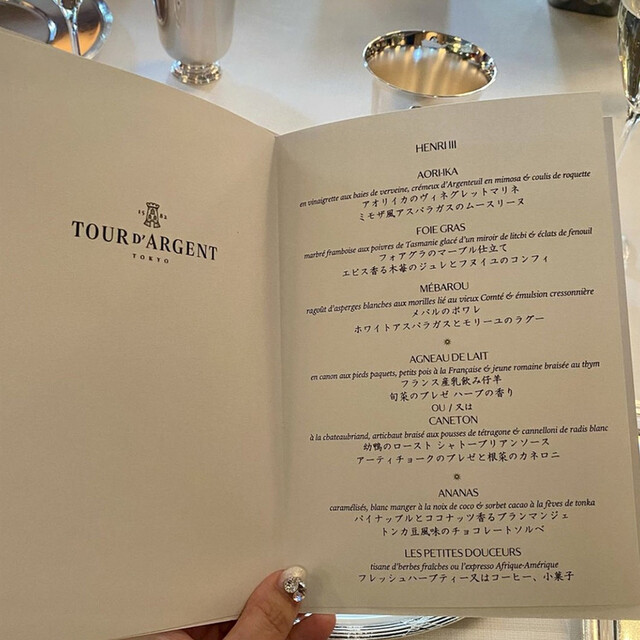 15 82
TOUR D'ARGENT
TOKYO
HENRI III
AORI-IKA
en vinaigrette aux baies de verveine, crémeux d'Argenteuil en mimosa & coulis de roquette
アオリイカのヴィネグレットマリネ
ミモザ風アスパラガスのムースリーヌ
FOIE GRAS
marbré framboise aux poivres de Tasmanie glacé d'un miroir de litchi & éclats de fenouil
フォアグラのマーブル仕立て
エピス香る木苺のジュレとフヌイユのコンフィ
MÉBAROU
ragoût d'asperges blanches aux morilles lié au vieux Comté & émulsion cressonnière
メバルのポワレ
ホワイトアスパラガスとモリーユのラグー
AGNEAU DE LAIT
en canon aux pieds paquets, petits pois à la Française & jeune romaine braisée au thym
フランス産乳飲み仔羊
旬菜のブレゼ ハーブの香り
OU / 又は
CANETON
à la chateaubriand, artichaut braisé aux pousses de tétragone & cannelloni de radis blanc
幼鴨のロースト シャトーブリアンソース
アーティチョークのブレゼと根菜のカネロニ
ANANAS
caramélisés, blanc manger à la noix de coco & sorbet cacao à la fèves de tonka
パイナップルとココナッツ香るブランマンジェ
トンカ豆風味のチョコレートソルベ
LES PETITES DOUCEURS
tisane d'herbes fraîches ou l'espresso Afrique-Amérique
フレッシュハーブティー又はコーヒー、小菓子